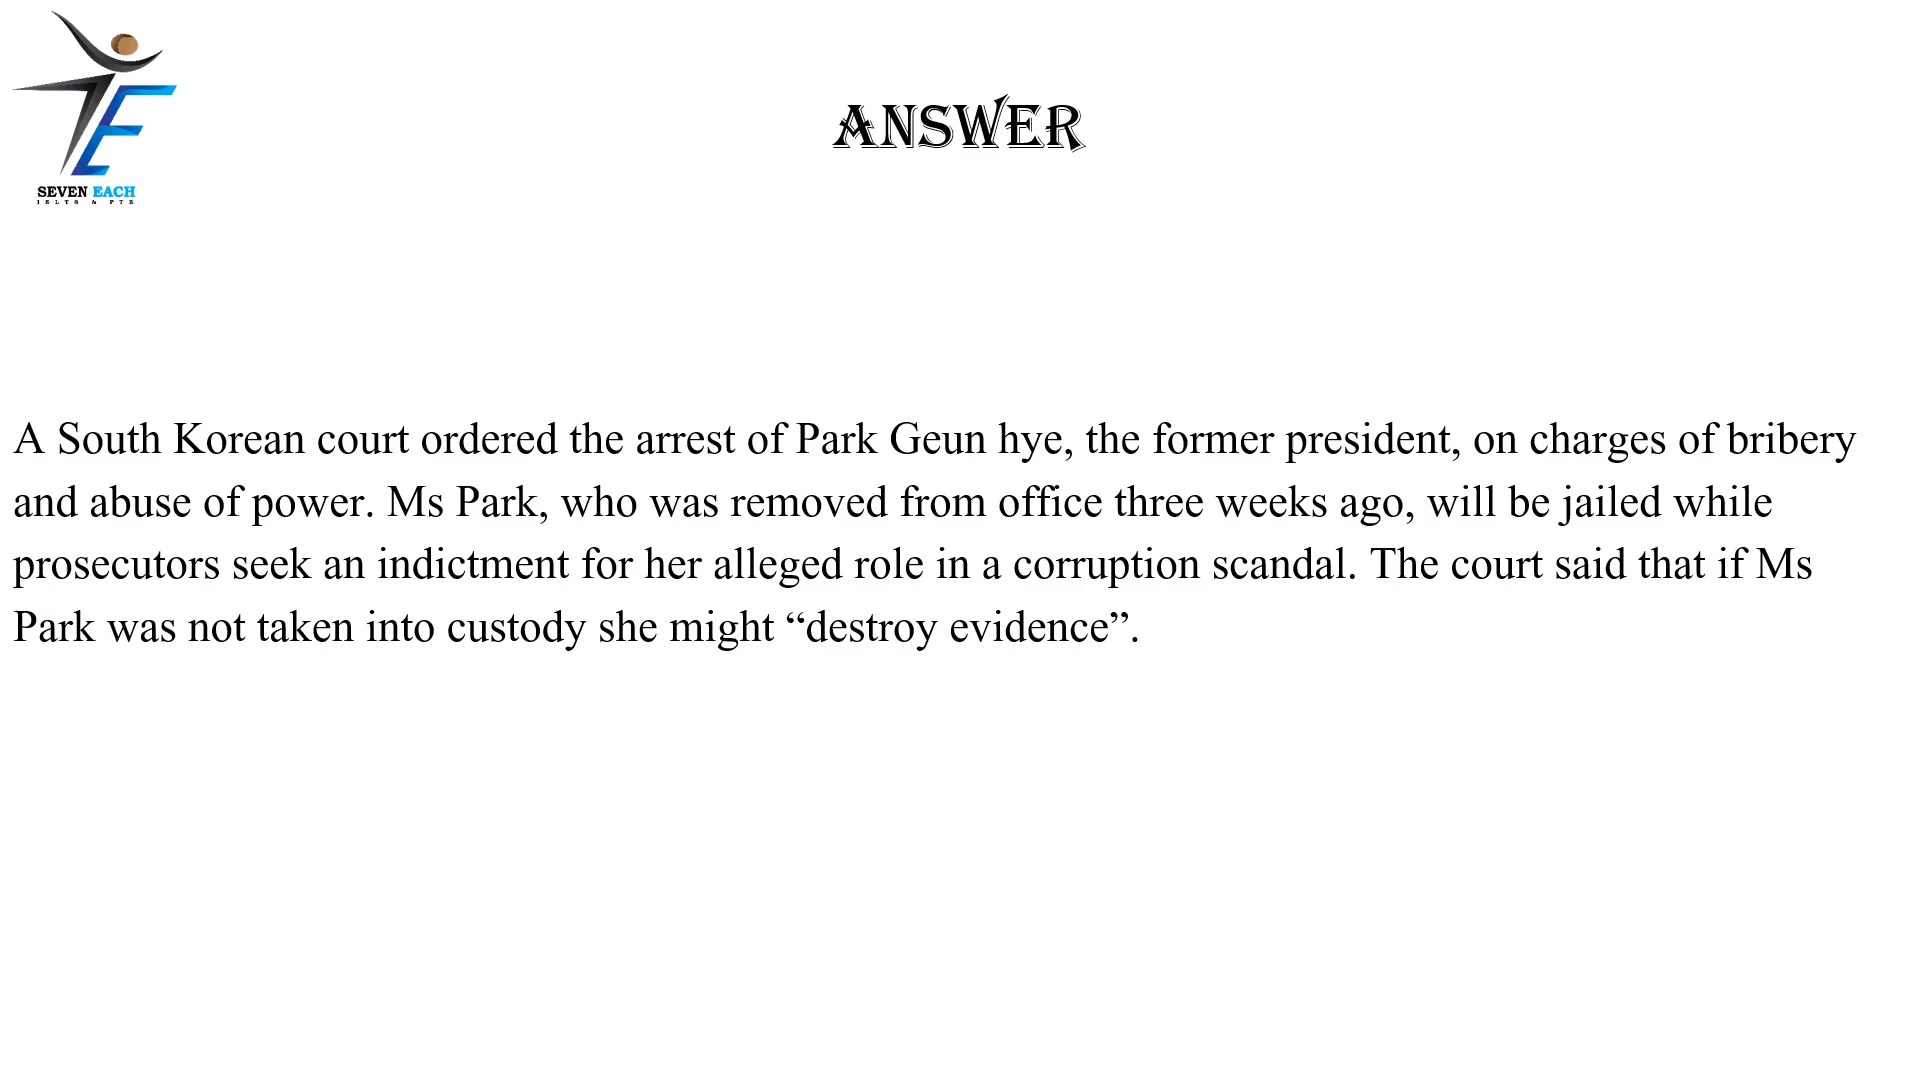 SEVEN EACH
IELTS & PTE
ANSWER
A South Korean court ordered the arrest of Park Geun hye, the former president, on charges of bribery
and abuse of power. Ms Park, who was removed from office three weeks ago, will be jailed while
prosecutors seek an indictment for her alleged role in a corruption scandal. The court said that if Ms
Park was not taken into custody she might “destroy evidence”.